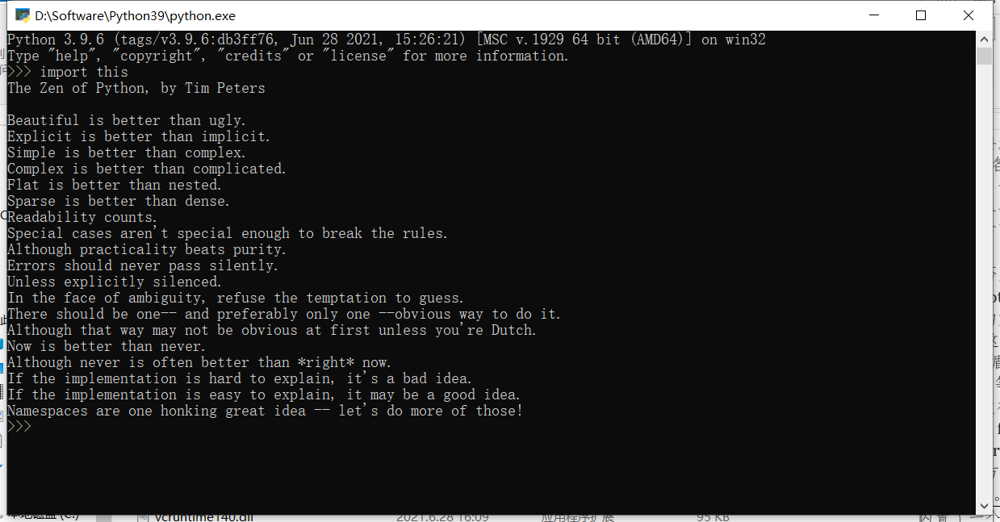 D:\Software\Python39\python.exe
Python 3.9.6 (tags/v3.9.6:db3ff76, Jun 28 2021, 15:26:21) [MSC v.1929 64 bit (AMD64)] on win32
Type "help", "copyright", "credits" or "license" for more information.
>>> import this
The Zen of Python, by Tim Peters

Beautiful is better than ugly.
Explicit is better than implicit.
Simple is better than complex.
Complex is better than complicated.
Flat is better than nested.
Sparse is better than dense.
Readability counts.
Special cases aren't special enough to break the rules.
Although practicality beats purity.
Errors should never pass silently.
Unless explicitly silenced.
In the face of ambiguity, refuse the temptation to guess.
There should be one-- and preferably only one --obvious way to do it.
Although that way may not be obvious at first unless you're Dutch.
Now is better than never.
Although never is often better than *right* now.
If the implementation is hard to explain, it's a bad idea.
If the implementation is easy to explain, it may be a good idea.
Namespaces are one honking great idea -- let's do more of those!
>>>
本地磁盘 (C:) vcruntime140.dll 2021.6.28 16:09 应用程序扩展 95 KB